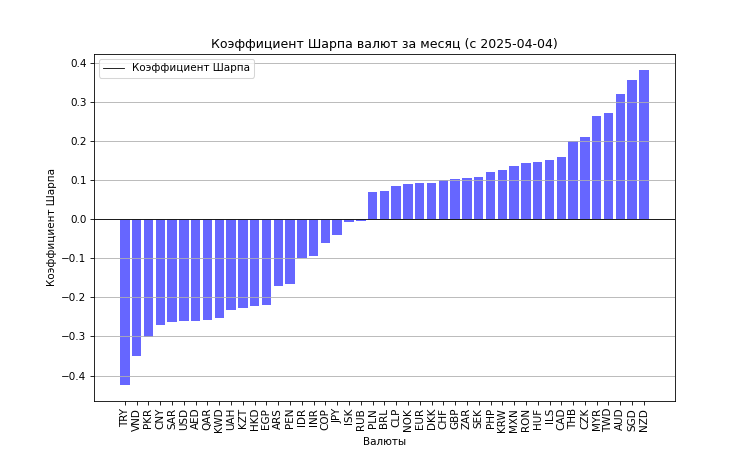 Коэффициент Шарпа валют за месяц (с 2025-04-04)
Коэффициент Шарпа
Коэффициент Шарпа
0.4
0.3
0.2
0.1
0.0
−0.1
−0.2
−0.3
−0.4
TRY VND PKR CNY SAR USD AED QAR KWD UAH KZT HKD EGP ARS PEN IDR INR COP JPY ISK RUB PLN BRL CLP NOK EUR DKK CHF GBP ZAR SEK PHP KRW MXN RON HUF ILS CAD THB CZK MYR TWD AUD SGD NZD
Валюты